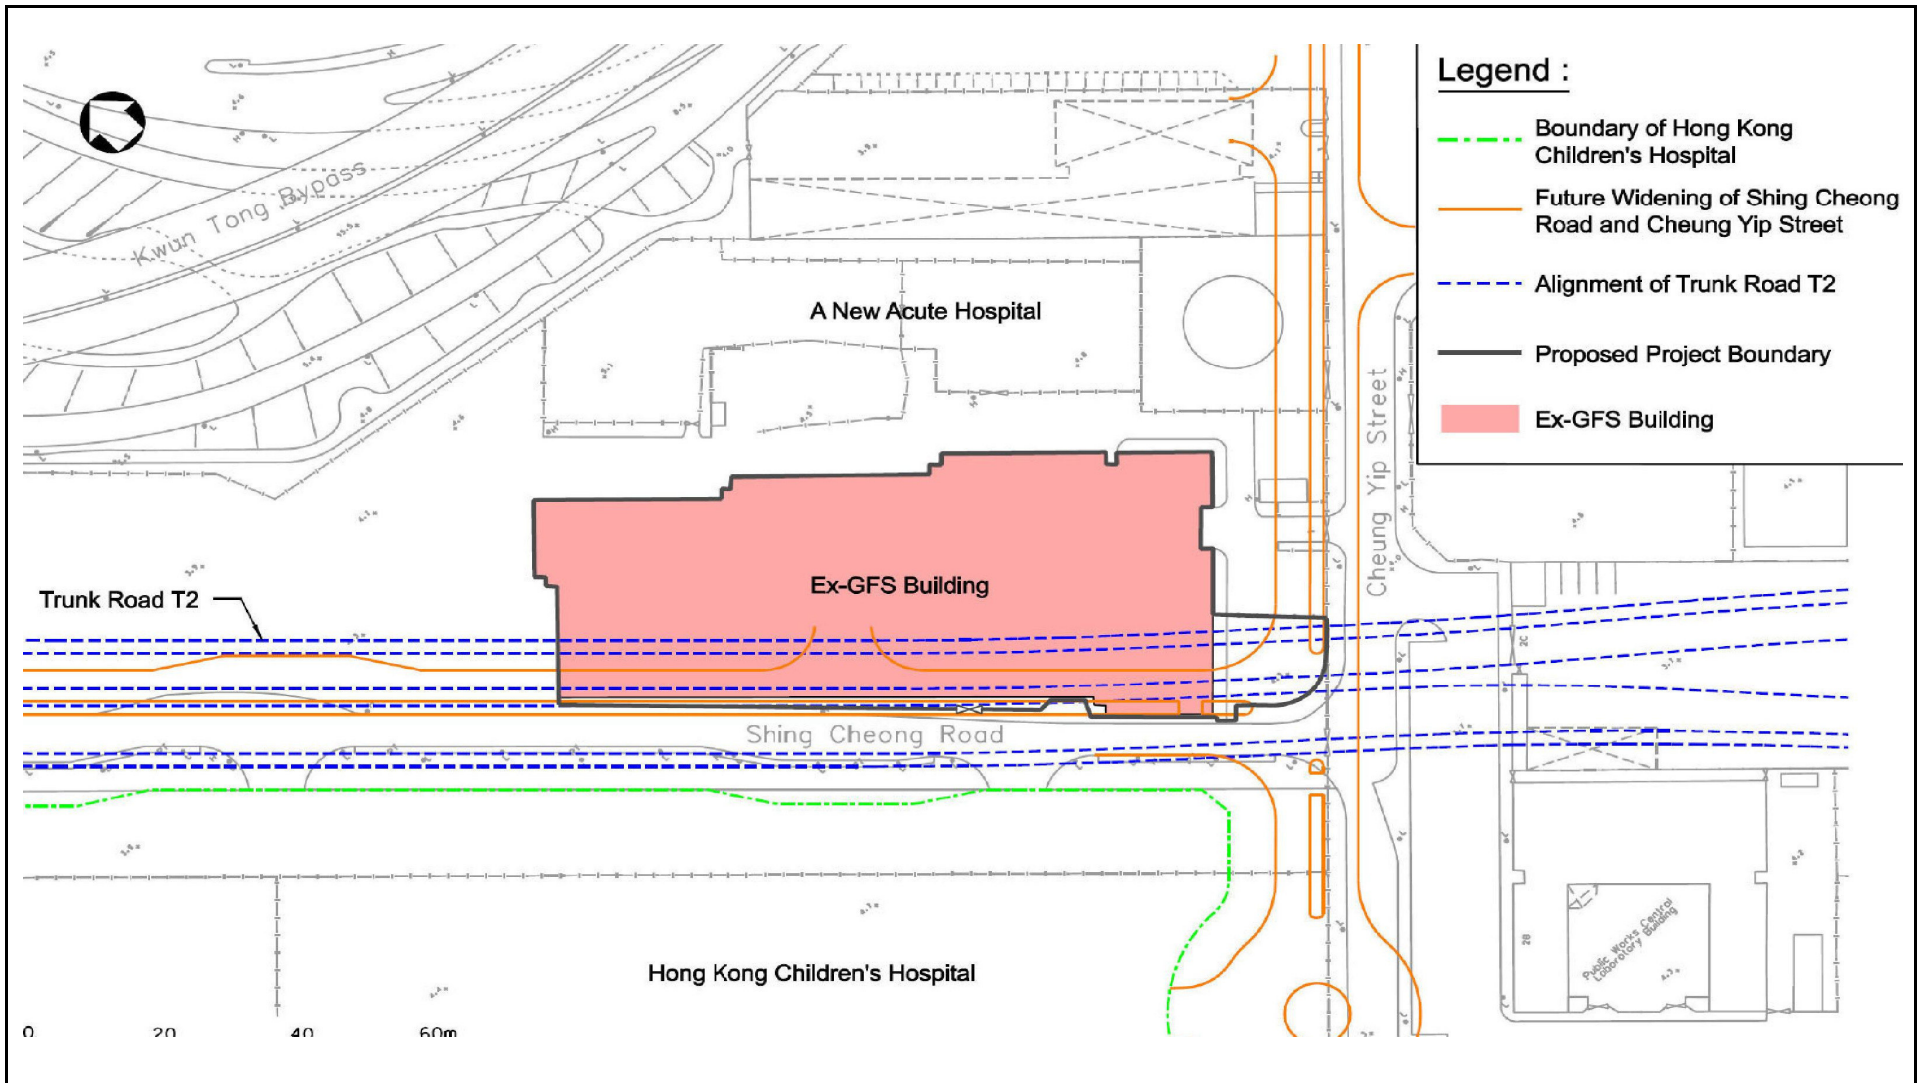 Legend :
Boundary of Hong Kong
Children's Hospital
Future Widening of Shing Cheong
Road and Cheung Yip Street
Alignment of Trunk Road T2
Proposed Project Boundary
Ex-GFS Building
Kwun Tong Bypass
A New Acute Hospital
Cheung Yip Street
Ex-GFS Building
Trunk Road T2
Shing Cheong Road
2C
2B
Public Works Central
Laboratory Building
Hong Kong Children's Hospital
0 20 40 60m